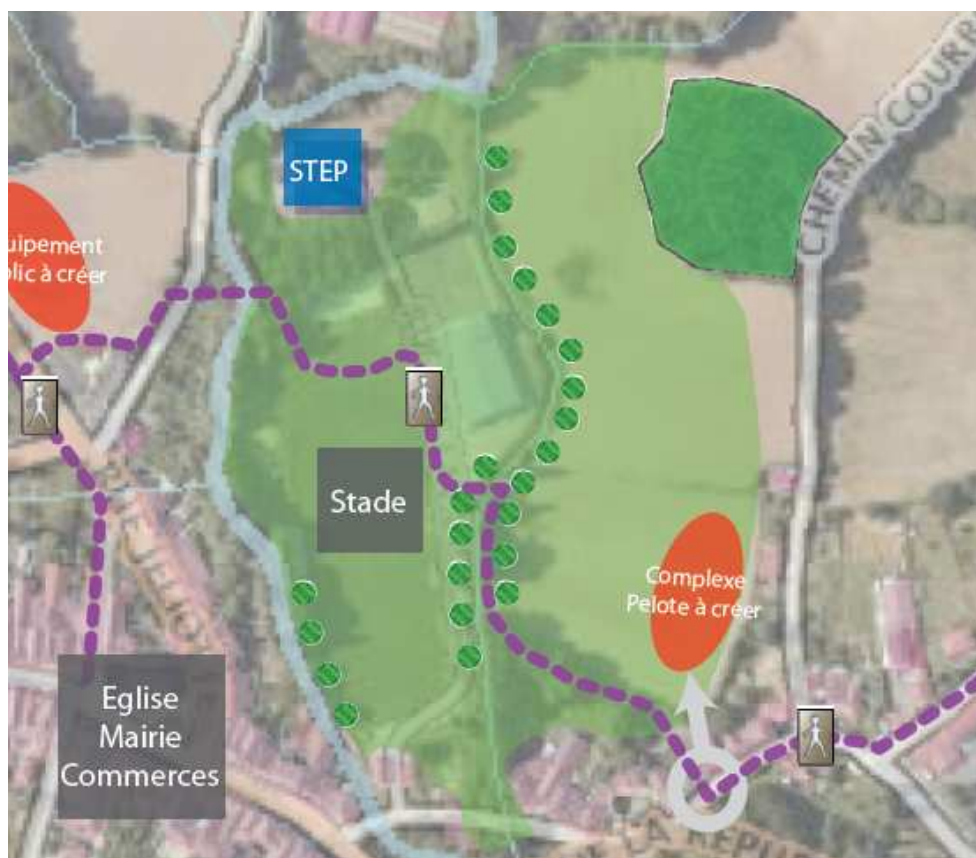 CHEMIN COURR
STEP
uipement
lic à créer
Stade
Complexe
Pelote à créer
Eglise
Mairie
Commerces